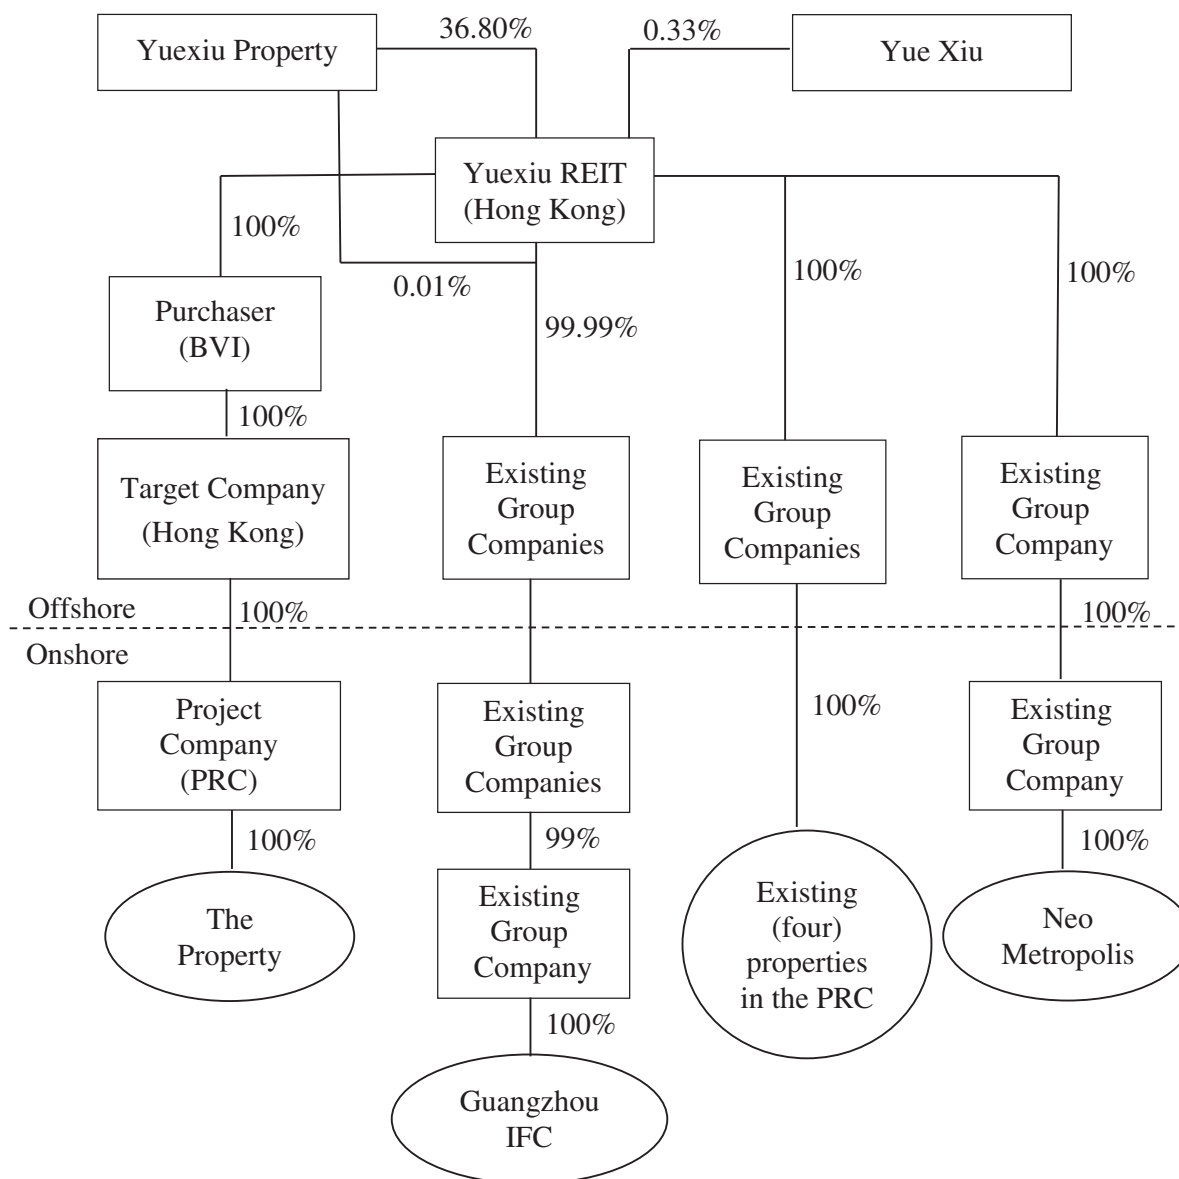 Yuexiu Property
36.80%
0.33%
Yue Xiu
Yuexiu REIT
(Hong Kong)
100%
0.01%
99.99%
100%
100%
Purchaser
(BVI)
100%
Target Company
(Hong Kong)
Existing
Group
Companies
Existing
Group
Companies
Existing
Group
Company
Offshore
100%
100%
Onshore
Project
Company
(PRC)
Existing
Group
Companies
100%
Existing
Group
Company
100%
99%
100%
The
Property
Existing
Group
Company
Existing
(four)
properties
in the PRC
Neo
Metropolis
100%
Guangzhou
IFC